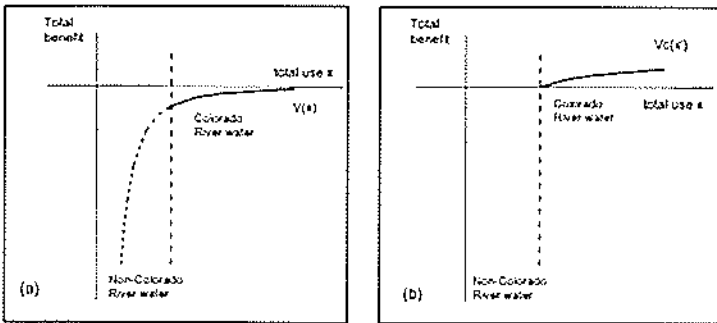 Total
benefit
total use x
V(x)
Colorado
River water
Non-Colorado
River water
(a)
Total
benefit
Vc(x)
Colorado
River water
total use x
Non-Colorado
River water
(b)